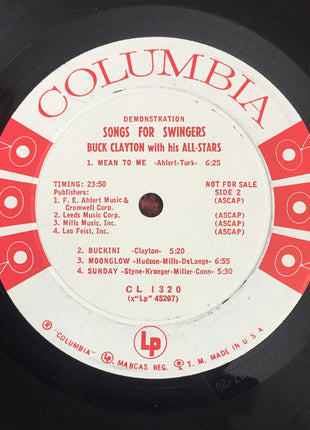 COLUMBIA
DEMONSTRATION
SONGS FOR SWINGERS
BUCK CLAYTON with his ALL-STARS
1. MEAN TO ME -Ahlert-Turk- 6:25
TIMING: 23:50 NOT FOR SALE
Publishers: SIDE 2
1. F. E. Ahlert Music & Cromwell Corp. (ASCAP)
2. Leeds Music Corp. (ASCAP)
3. Mills Music, Inc. (ASCAP)
4. Leo Feist, Inc. (ASCAP)
2. BUCKINI -Clayton- 5:20
3. MOONGLOW -Hudson-Mills-DeLange- 6:55
4. SUNDAY -Styne-Krueger-Miller-Conn- 5:30
CL 1320
(x"Lp" 45207)
Lp
® "COLUMBIA" Lp MARCAS REG. ® T. M. MADE IN U S A